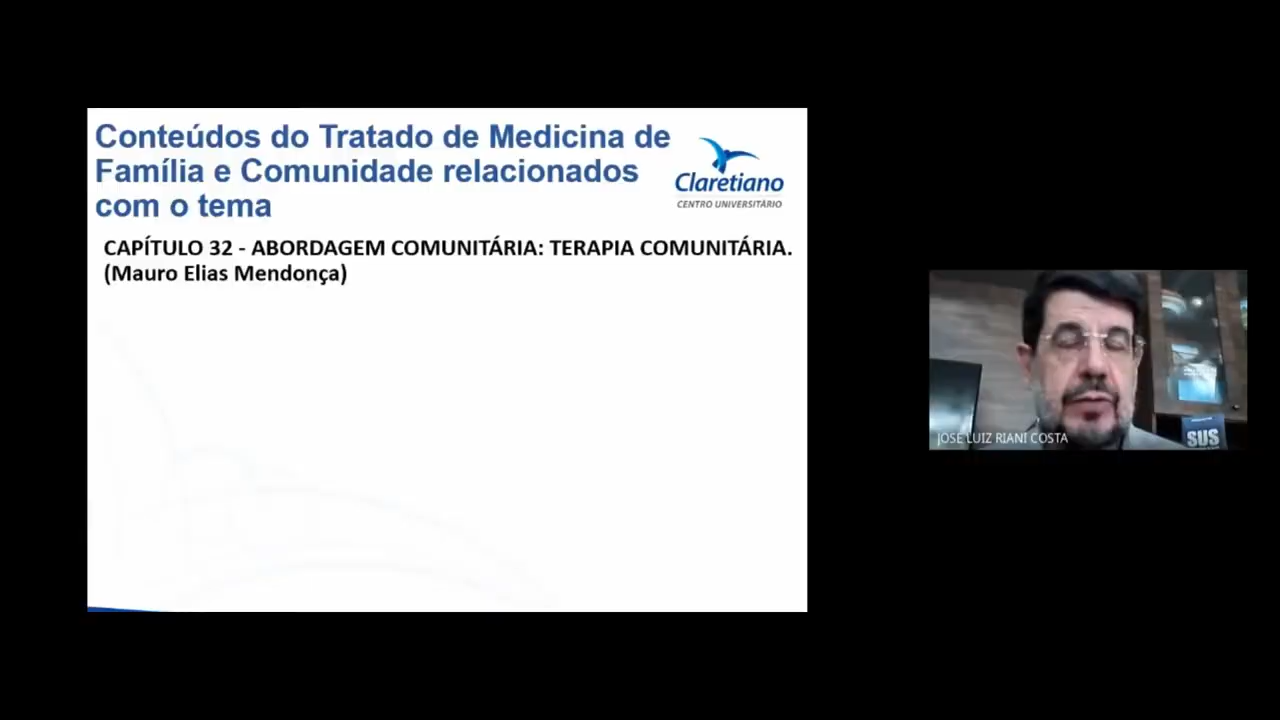 Conteúdos do Tratado de Medicina de
Família e Comunidade relacionados
com o tema
Claretiano
CENTRO UNIVERSITÁRIO
CAPÍTULO 32 - ABORDAGEM COMUNITÁRIA: TERAPIA COMUNITÁRIA.
(Mauro Elias Mendonça)
JOSE LUIZ RIANI COSTA
SUS